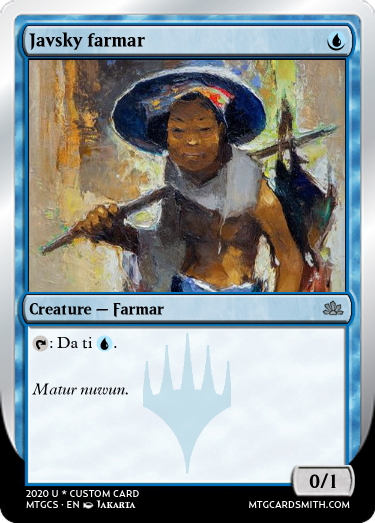 Javsky farmar
Creature — Farmar
: Da ti .
Matur nuwun.
0/1
2020 U * CUSTOM CARD
MTGCS • EN JAKARTA
MTGCARDSMITH.COM